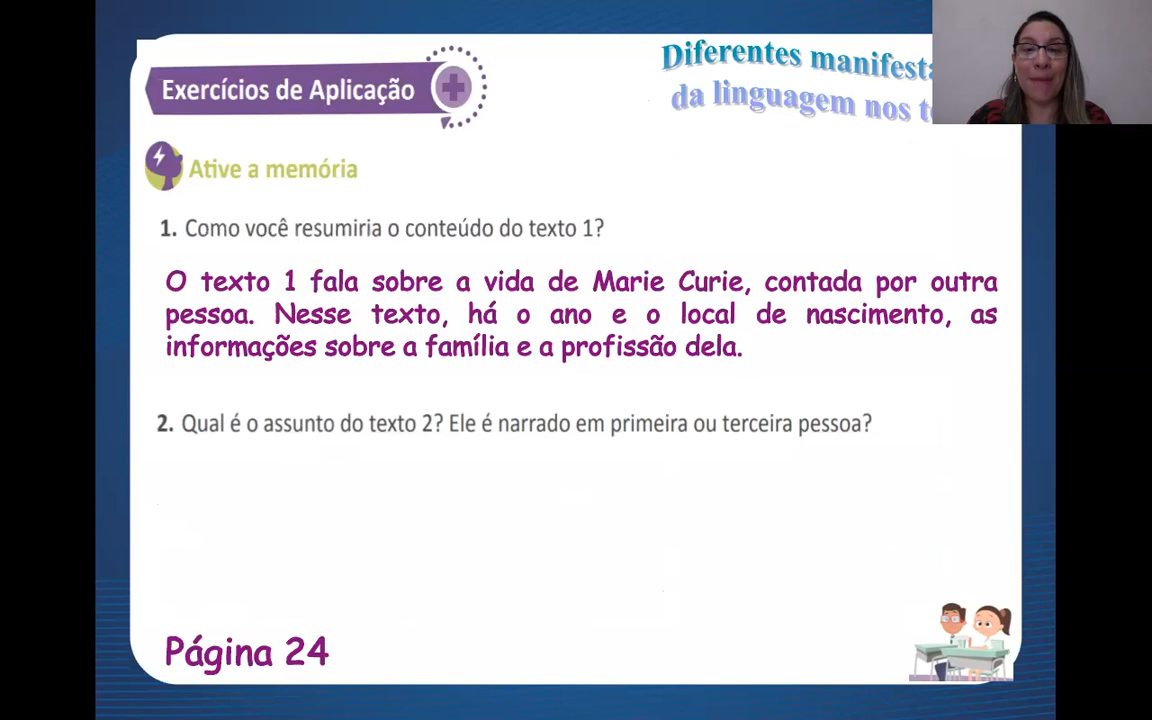 Exercícios de Aplicação
Diferentes
da linguagem nos
Ative a memória
1. Como você resumiria o conteúdo do texto 1?
O texto 1 fala sobre a vida de Marie Curie, contada por outra
pessoa. Nesse texto, há o ano e o local de nascimento, as
informações sobre a família e a profissão dela.
2. Qual é o assunto do texto 2? Ele é narrado em primeira ou terceira pessoa?
Página 24